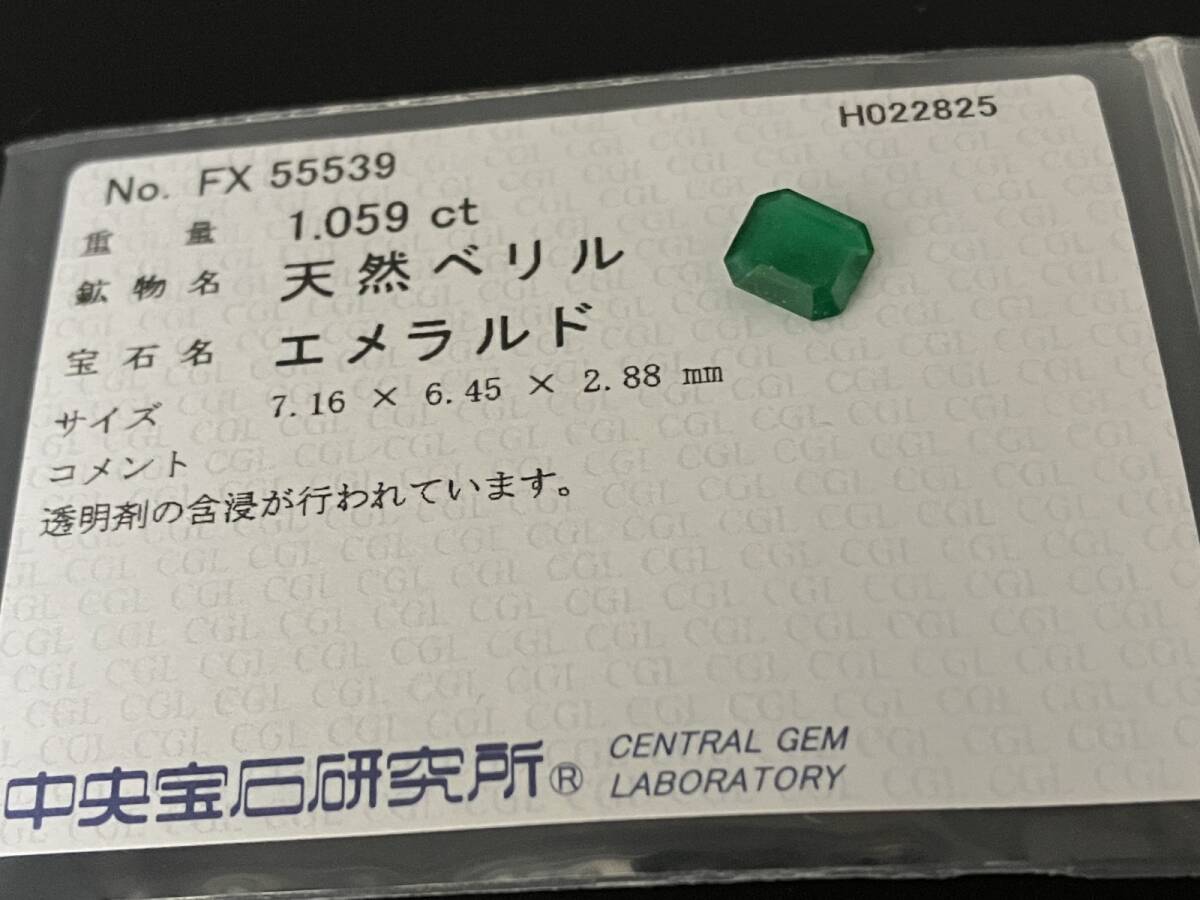 H022825
No. FX 55539
重量 1.059 ct
鉱物名 天然ベリル
宝石名 エメラルド
サイズ 7.16 × 6.45 × 2.88 mm
コメント
透明剤の含浸が行われています。
中央宝石研究所® CENTRAL GEM
LABORATORY